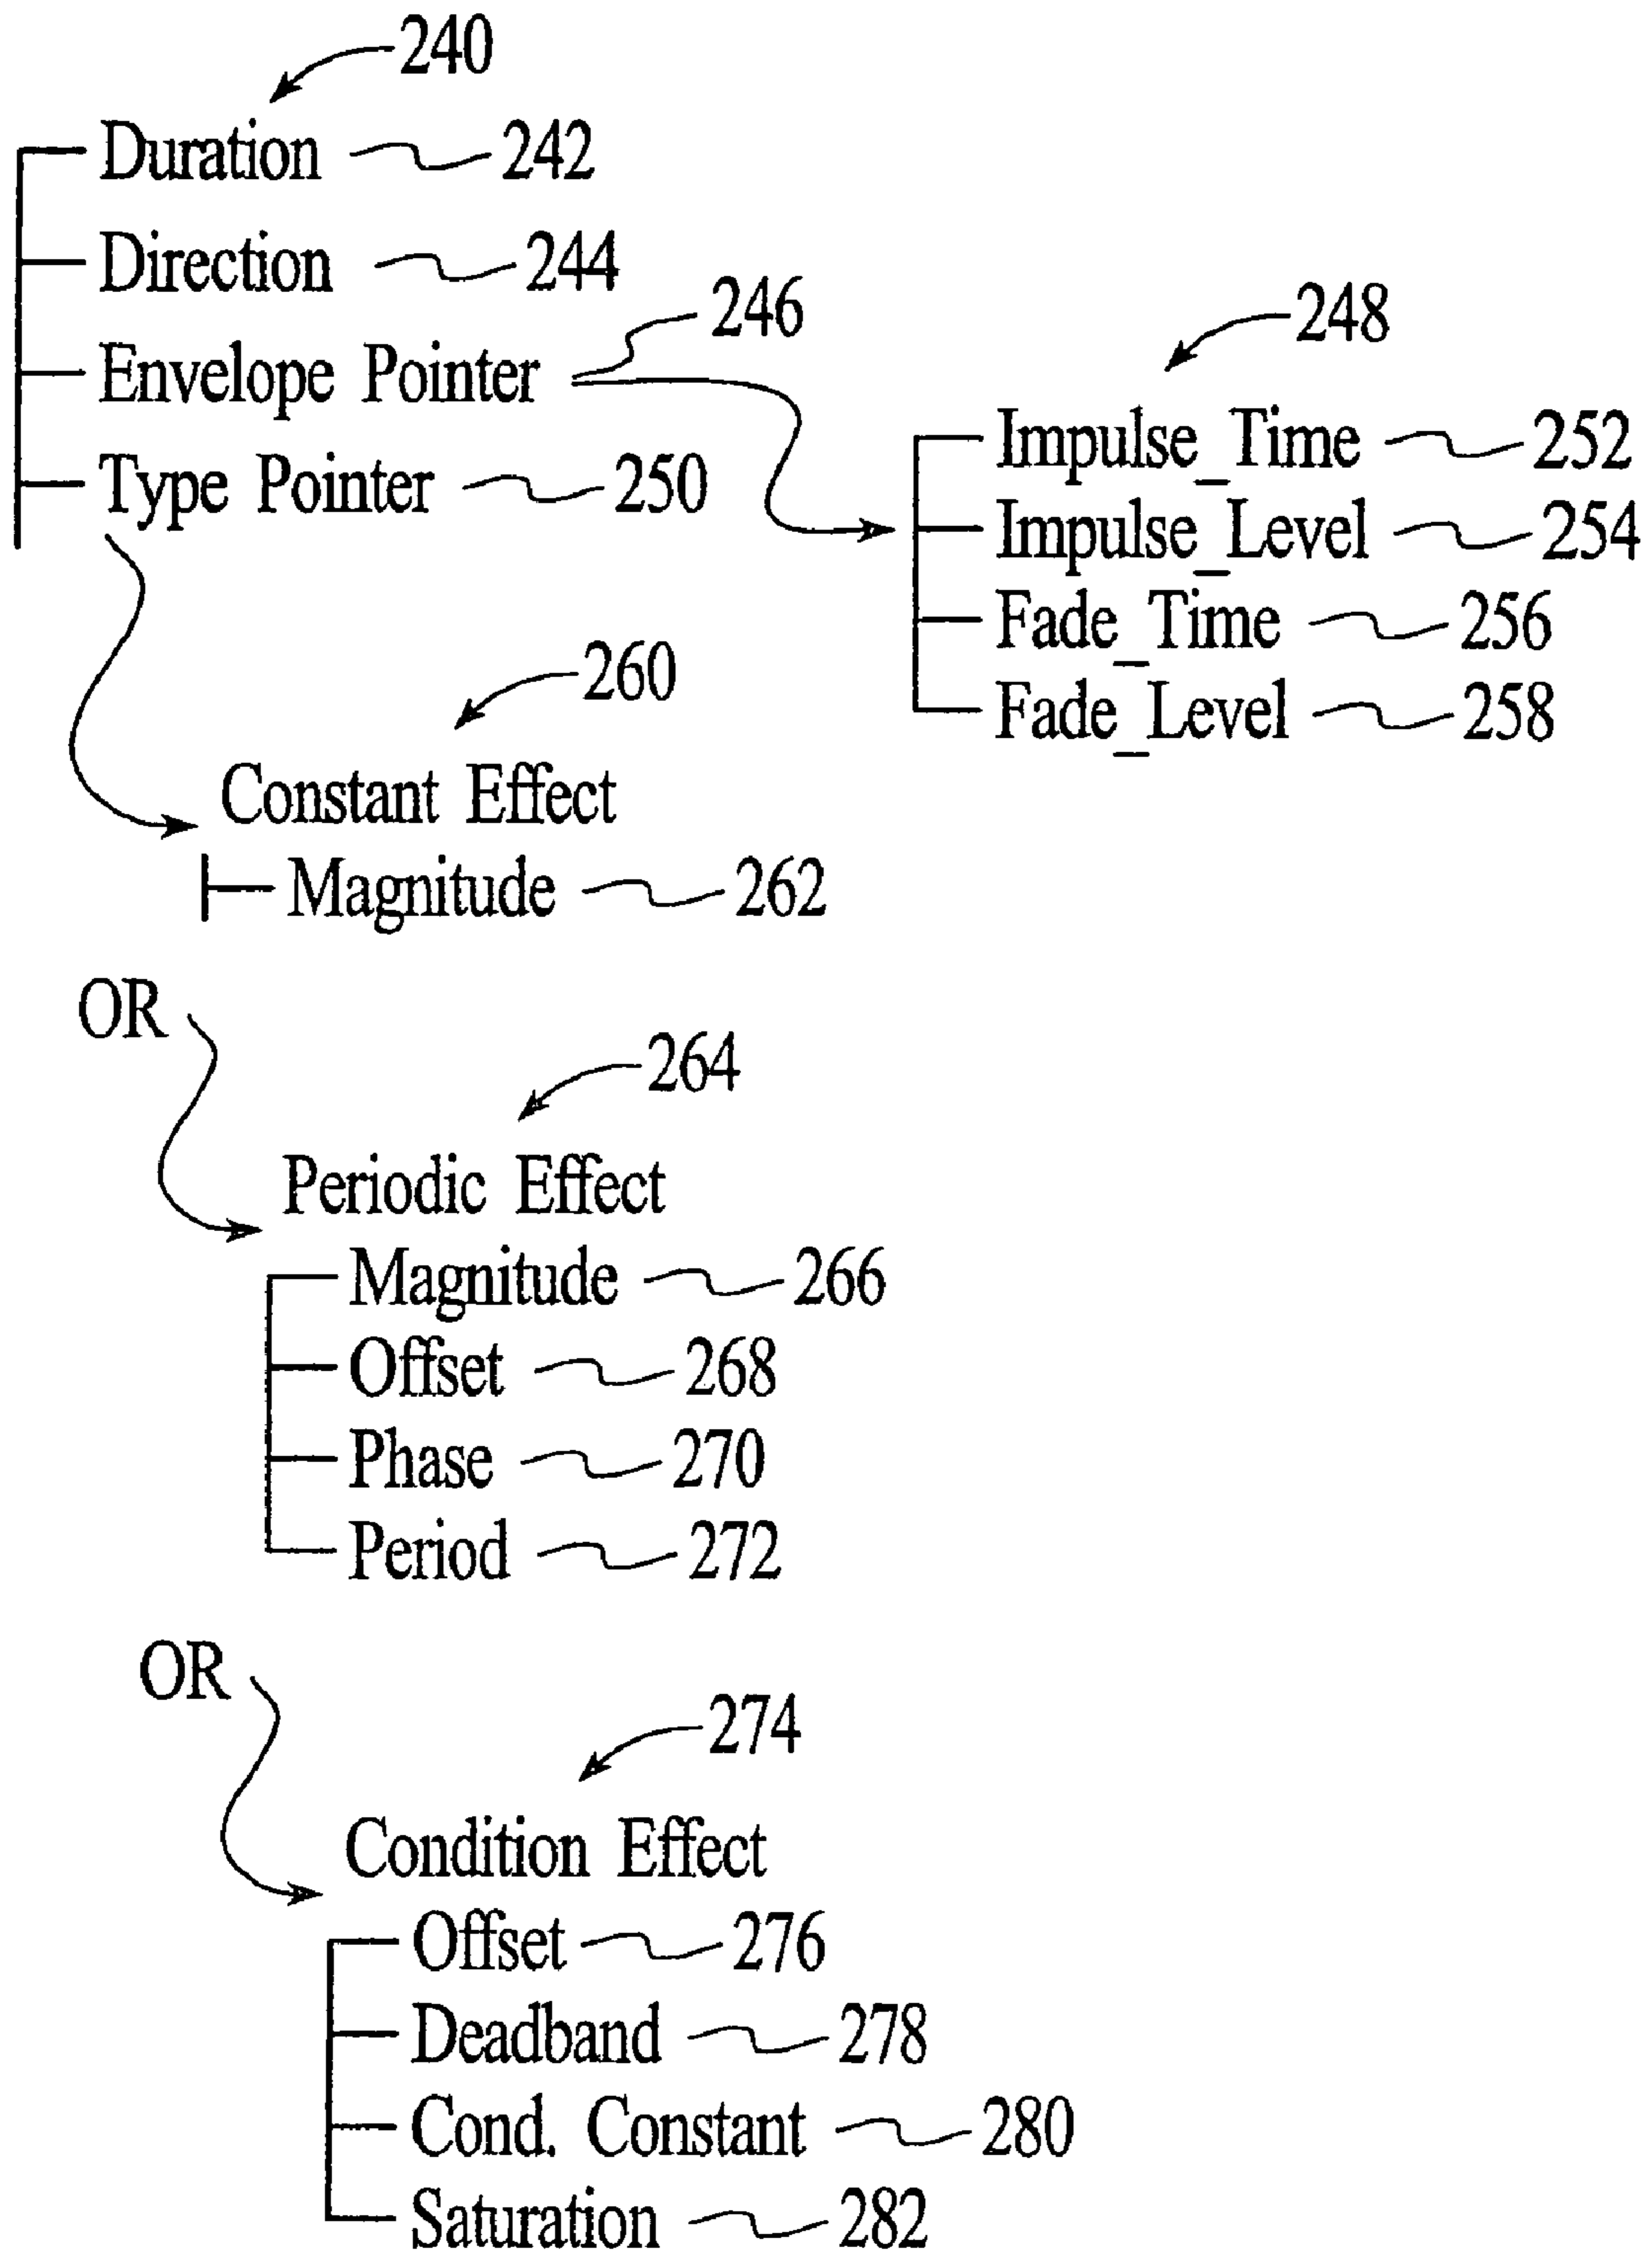 240
Duration 242
Direction 244
Envelope Pointer 246
Type Pointer 250
248
Impulse_Time 252
Impulse_Level 254
Fade_Time 256
Fade_Level 258
260
Constant Effect
Magnitude 262
OR
264
Periodic Effect
Magnitude 266
Offset 268
Phase 270
Period 272
OR
274
Condition Effect
Offset 276
Deadband 278
Cond. Constant 280
Saturation 282